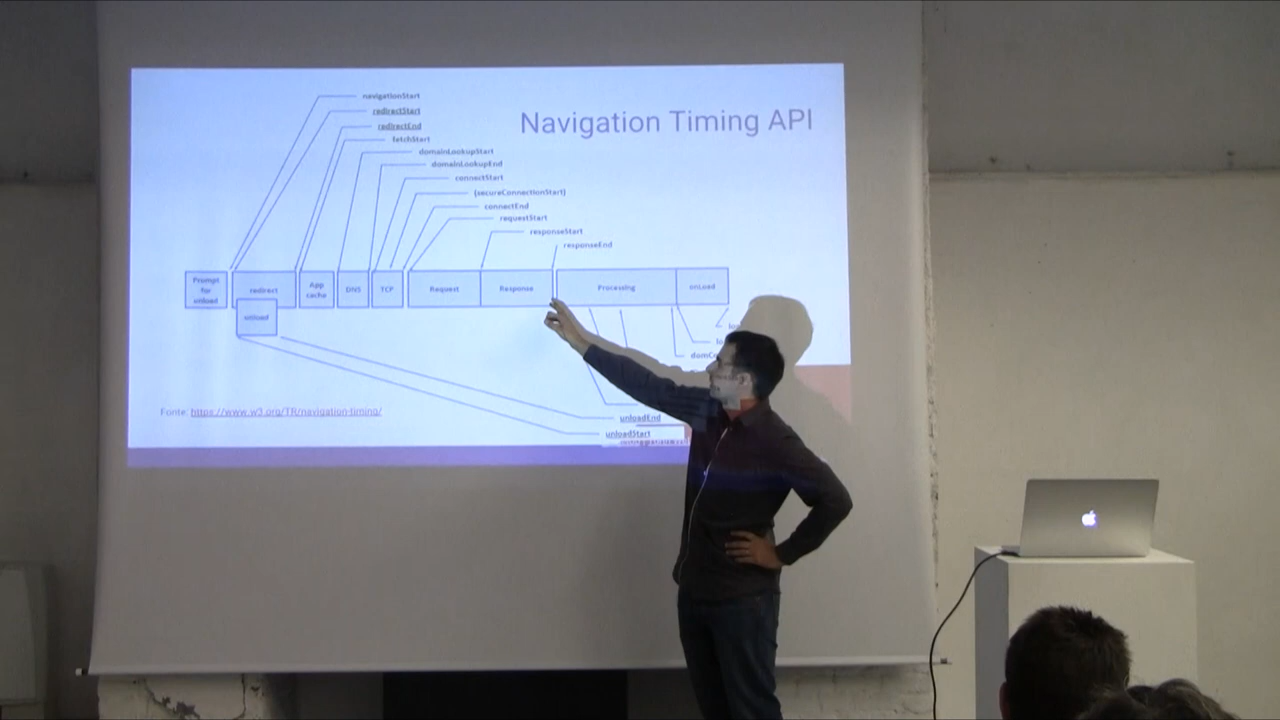 navigationStart
Navigation Timing API
redirectStart
redirectEnd
fetchStart
domainLookupStart
domainLookupEnd
connectStart
(secureConnectionStart)
connectEnd
requestStart
responseStart
responseEnd
Prompt
for
unload
redirect
App
cache
DNS
TCP
Request
Response
Processing
onLoad
unload
Fonte: https://www.w3.org/TR/navigation-timing/
unloadEnd
unloadStart